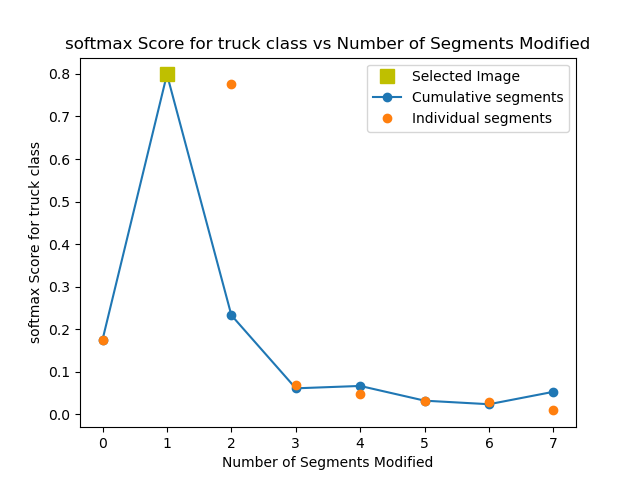 softmax Score for truck class vs Number of Segments Modified
Selected Image
Cumulative segments
Individual segments
softmax Score for truck class
0.8
0.7
0.6
0.5
0.4
0.3
0.2
0.1
0.0
0 1 2 3 4 5 6 7
Number of Segments Modified